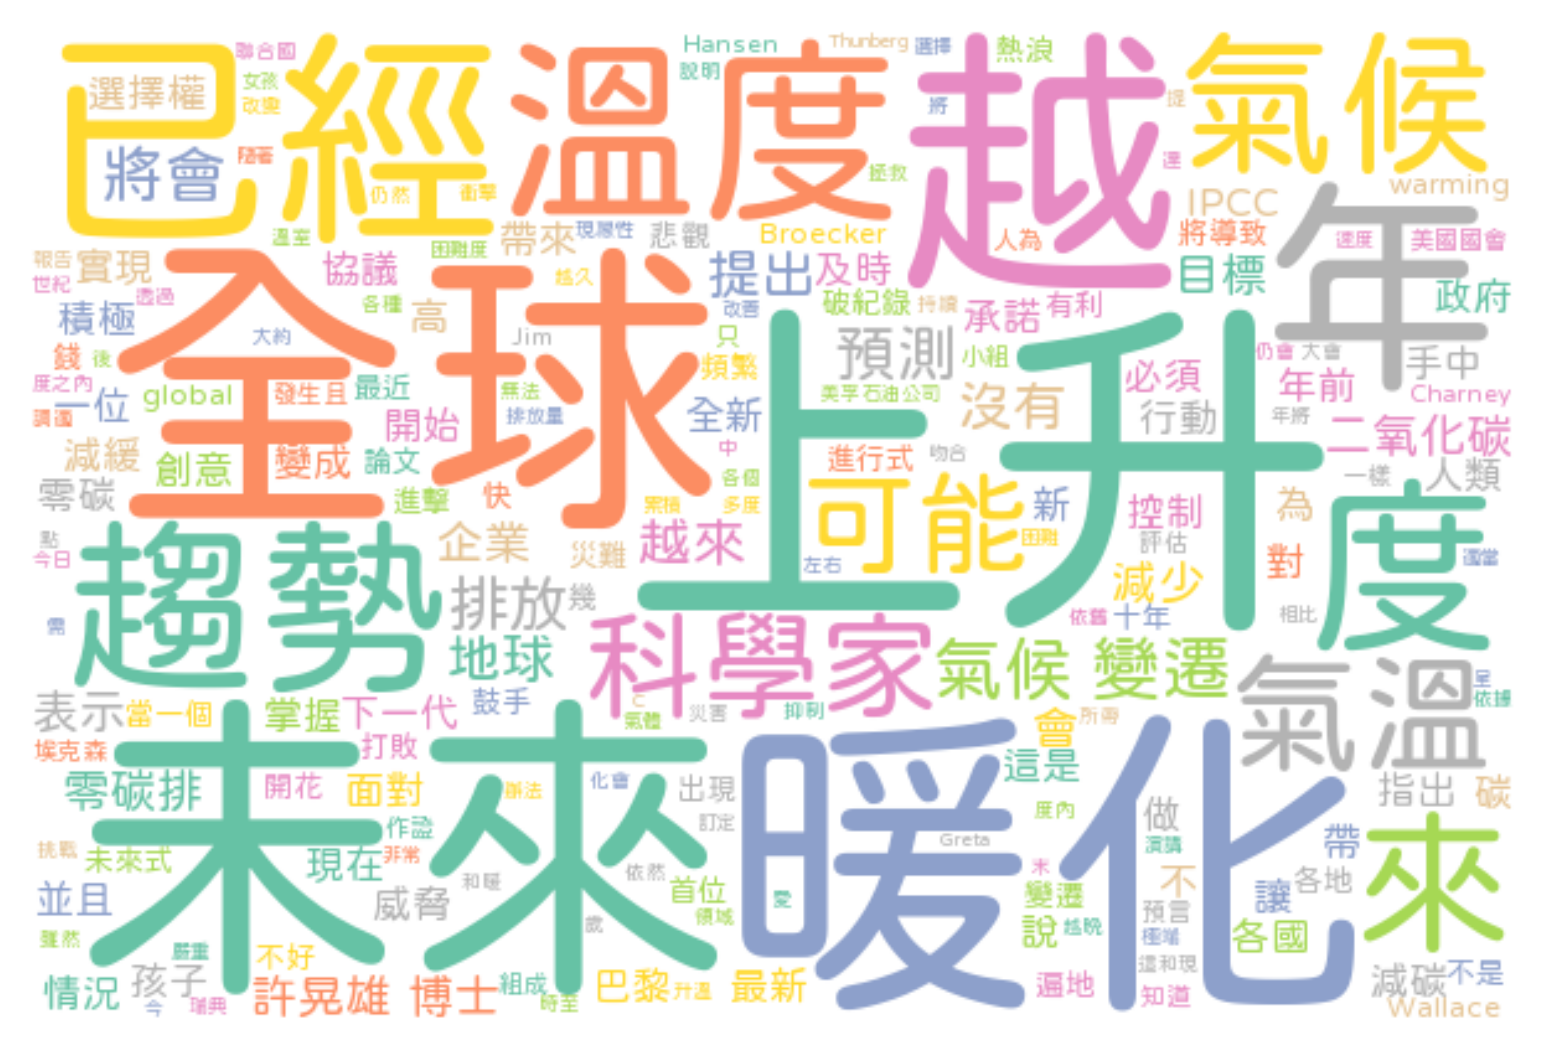 已經
溫度
越
氣候
聯合國
選擇權
女孩
改變
將會
隨著
仍然
衝擊
溫室
Hansen
說明
Thunberg
選擇
熱浪
將
提
達
拯救
IPCC
warming
報告
世紀
實現
透過
積極
協議
各種
高
困難度
帶來
現悲觀
越久
Broecker
提出
及時
改善
破紀錄
持續
人為
承諾
有利
將導致
目標
速度
美國國會
政府
年
全球
上升
錢
後
度之內
一位
global
大約
發生且
最近
Jim
無法
排放量
只
頻繁
預測
小組
美孚石油公司
全新
中
沒有
必須
行動
仍會
大會
手中
年前
Charney
年將
二氧化碳
減緩
創意
變成
開始
論文
零碳
進擊
快
累積
各個
多度
進行式
吻合
一樣
人類
點
今日
趨勢
企業
災難
越來
可能
新
困難
控制
評估
為
對
度
左右
減少
排放
幾
地球
科學家
依舊
十年
相比
氣候變遷
氣溫
需
表示
當一個
掌握
下一代
鼓手
氣體
災害
抑制
會
所需
呈
依據
埃克森
打敗
未來
暖化
這是
零碳排
開花
面對
辦法
化會
出現
訂定
度內
做
指出
碳
挑戰
未來式
作證
現在
非常
Greta
演講
帶
來
並且
威脅
和暖
依然
首位
領域
歲
愛
未
變遷
不
讓
各地
預言
極端
說
越晚
各國
雖然
嚴重
不好
情況
孩子
今
瑞典
許晃雄
博士
組成
時至
巴黎
升溫
最新
遍地
這和現
知道
減碳
不是
Wallace